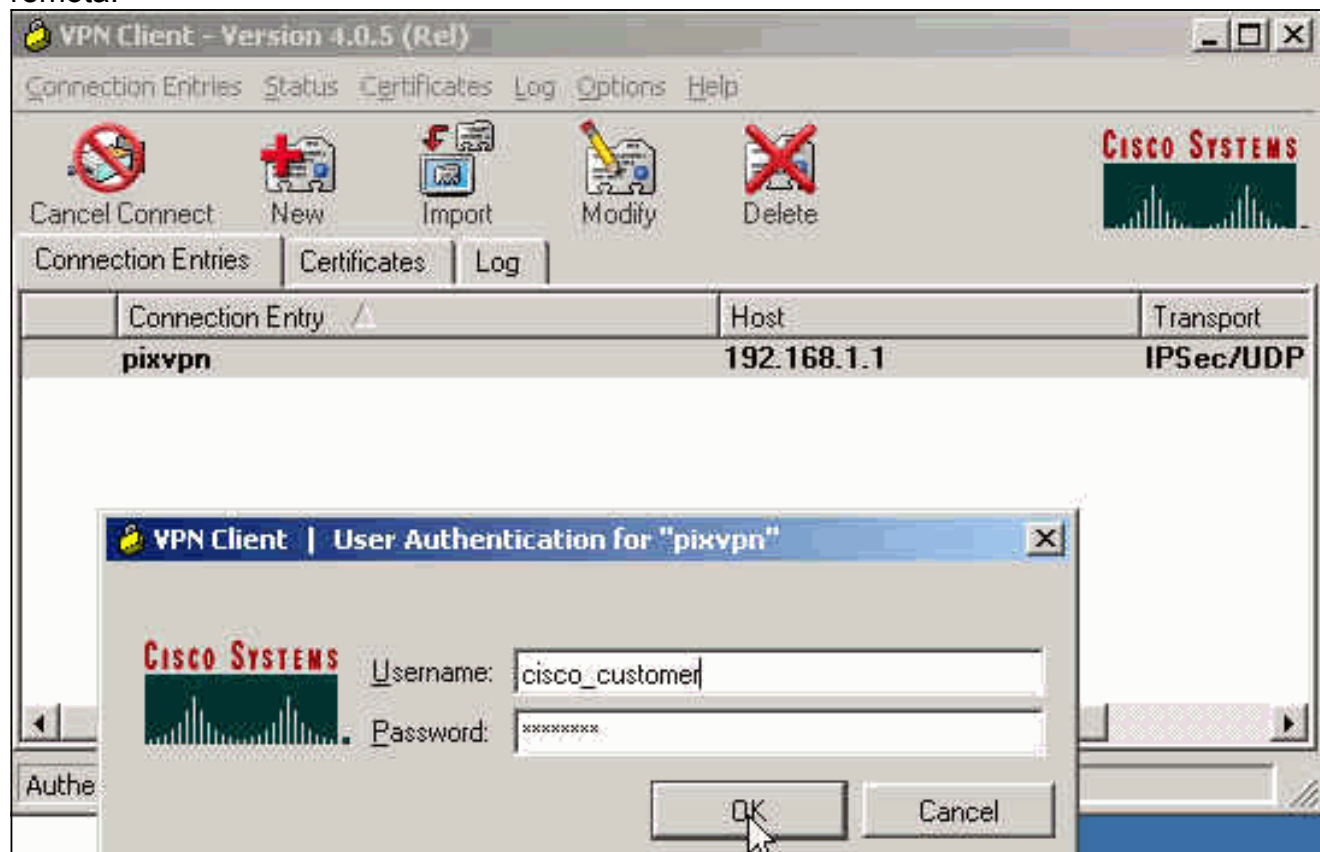 remota.
VPN Client - Version 4.0.5 (Rel)
Connection Entries Status Certificates Log Options Help
Cancel Connect New Import Modify Delete
CISCO SYSTEMS
Connection Entries Certificates Log
Connection Entry Host Transport
pixvpn 192.168.1.1 IPSec/UDP
VPN Client | User Authentication for "pixvpn"
CISCO SYSTEMS
Username: cisco_customer
Password: ********
Authe
OK Cancel